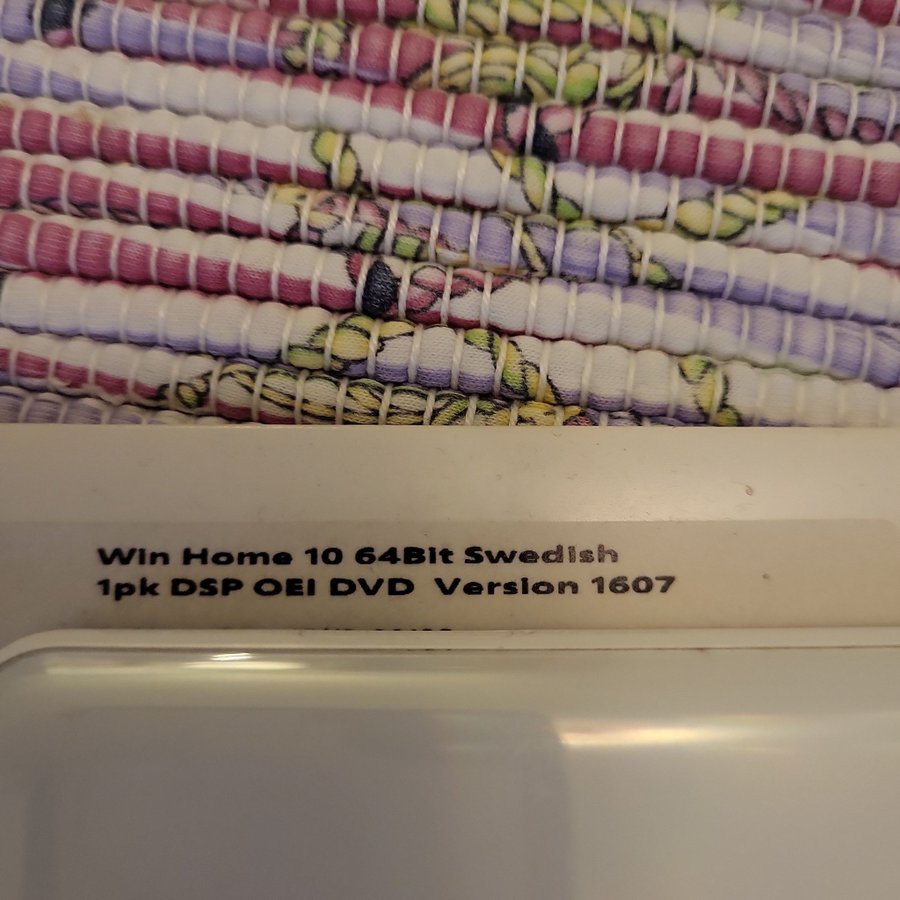 Win Home 10 64Bit Swedish
1pk DSP OEI DVD Version 1607